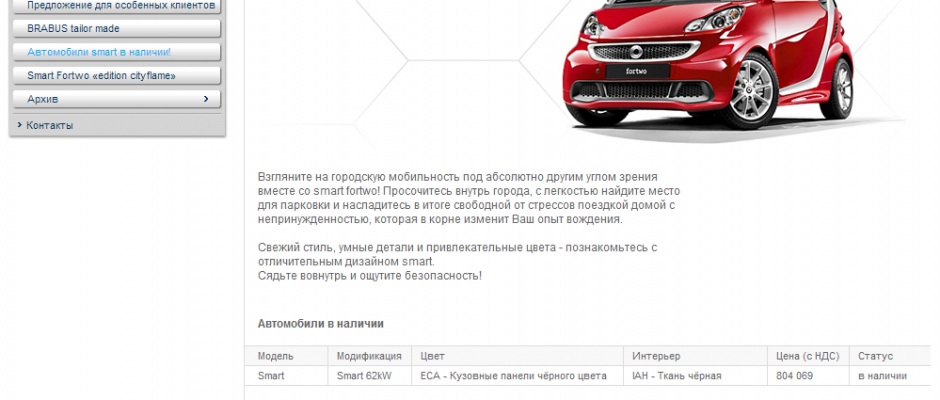 Предложение для особенных клиентов
BRABUS tailor made
Автомобили smart в наличии!
Smart Fortwo «edition cityflame»
Архив
Контакты
fortwo
Взгляните на городскую мобильность под абсолютно другим углом зрения
вместе со smart fortwo! Просочитесь внутрь города, с легкостью найдите место
для парковки и насладитесь в итоге свободной от стрессов поездкой домой с
непринужденностью, которая в корне изменит Ваш опыт вождения.
Свежий стиль, умные детали и привлекательные цвета - познакомьтесь с
отличительным дизайном smart.
Сядьте вовнутрь и ощутите безопасность!
Автомобили в наличии
Модель Модификация Цвет Интерьер Цена (с НДС) Статус
Smart Smart 62kW ECA - Кузовные панели чёрного цвета IAH - Ткань чёрная 804 069 в наличии